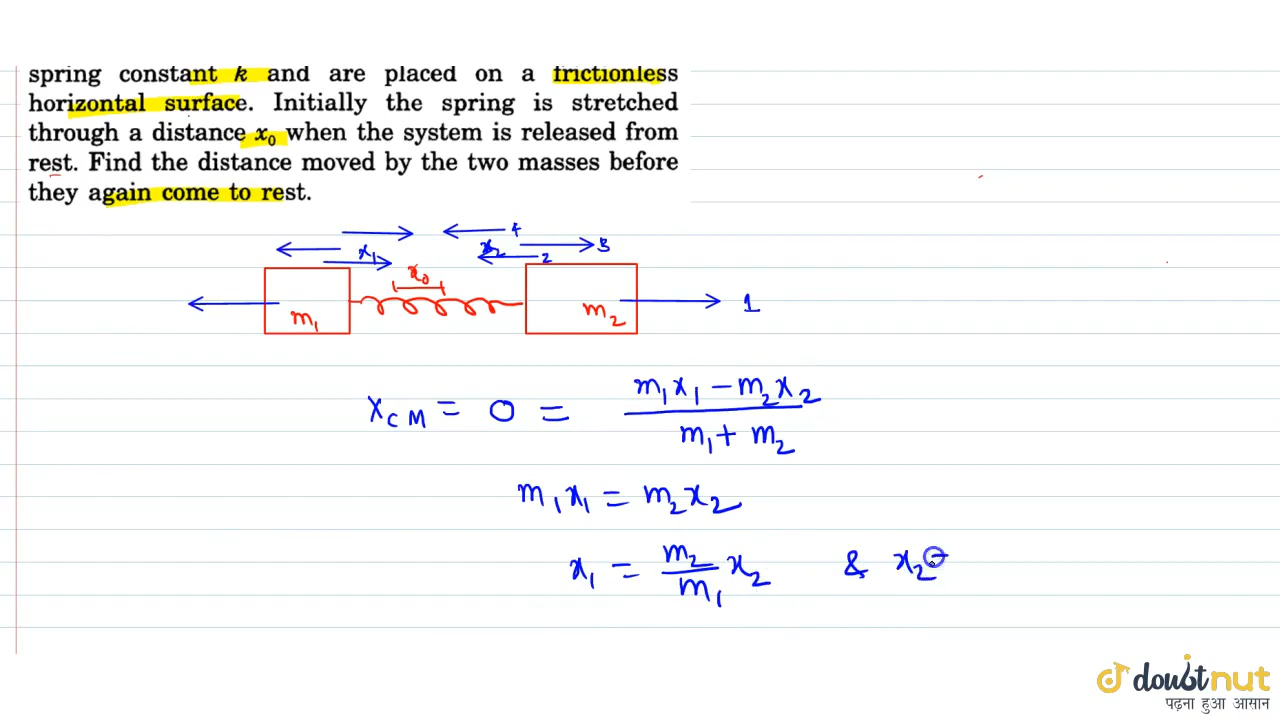 spring constant k and are placed on a frictionless
horizontal surface. Initially the spring is stretched
through a distance x₀ when the system is released from
rest. Find the distance moved by the two masses before
they again come to rest.
4
x₁ x₂ 3
2
x₀
m₁ m₂ 1
x_CM = 0 = (m₁x₁ − m₂x₂)/(m₁ + m₂)
m₁x₁ = m₂x₂
x₁ = (m₂/m₁) x₂ & x₂ =
doubtnut
पढ़ना हुआ आसान